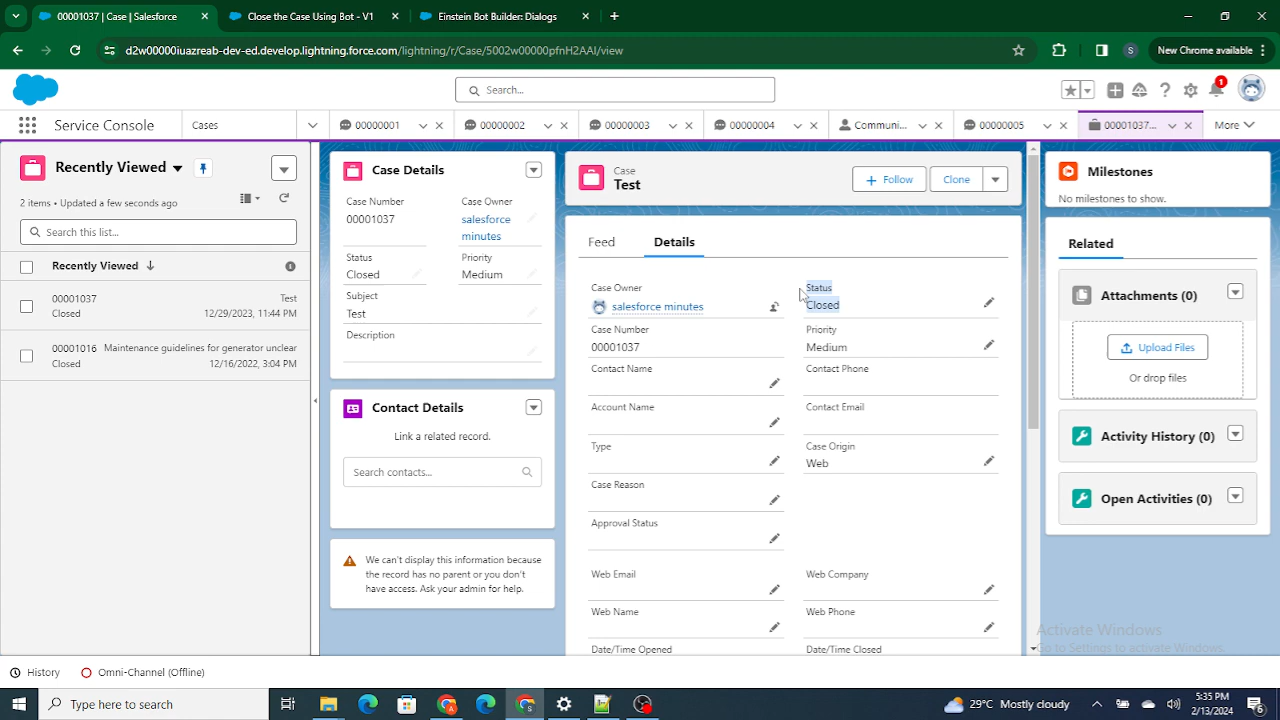 00001037 | Case | Salesforce
Close the Case Using Bot - V1
Einstein Bot Builder: Dialogs
d2w00000iuazreab-dev-ed.develop.lightning.force.com/lightning/r/Case/5002w00000pfnH2AAI/view
S
New Chrome available
Search...
1
Service Console
Cases
00000001
00000002
00000003
00000004
Communi...
00000005
00001037...
More
Recently Viewed
2 items • Updated a few seconds ago
Search this list...
Recently Viewed
00001037 Test
Closed 12/29/2023, 11:44 PM
00001016 Maintenance guidelines for generator unclear
Closed 12/16/2022, 3:04 PM
Case Details
Case Number
00001037
Case Owner
salesforce
minutes
Status
Closed
Priority
Medium
Subject
Test
Description
Contact Details
Link a related record.
Search contacts...
We can't display this information because
the record has no parent or you don't
have access. Ask your admin for help.
Case
Test
Follow
Clone
Feed
Details
Case Owner
salesforce minutes
Status
Closed
Case Number
00001037
Priority
Medium
Contact Name
Contact Phone
Account Name
Contact Email
Type
Case Origin
Web
Case Reason
Approval Status
Web Email
Web Company
Web Name
Web Phone
Date/Time Opened
Date/Time Closed
Milestones
No milestones to show.
Related
Attachments (0)
Upload Files
Or drop files
Activity History (0)
Open Activities (0)
Activate Windows
Go to Settings to activate Windows.
History
Omni-Channel (Offline)
Type here to search
29°C Mostly cloudy
5:35 PM
2/13/2024
6